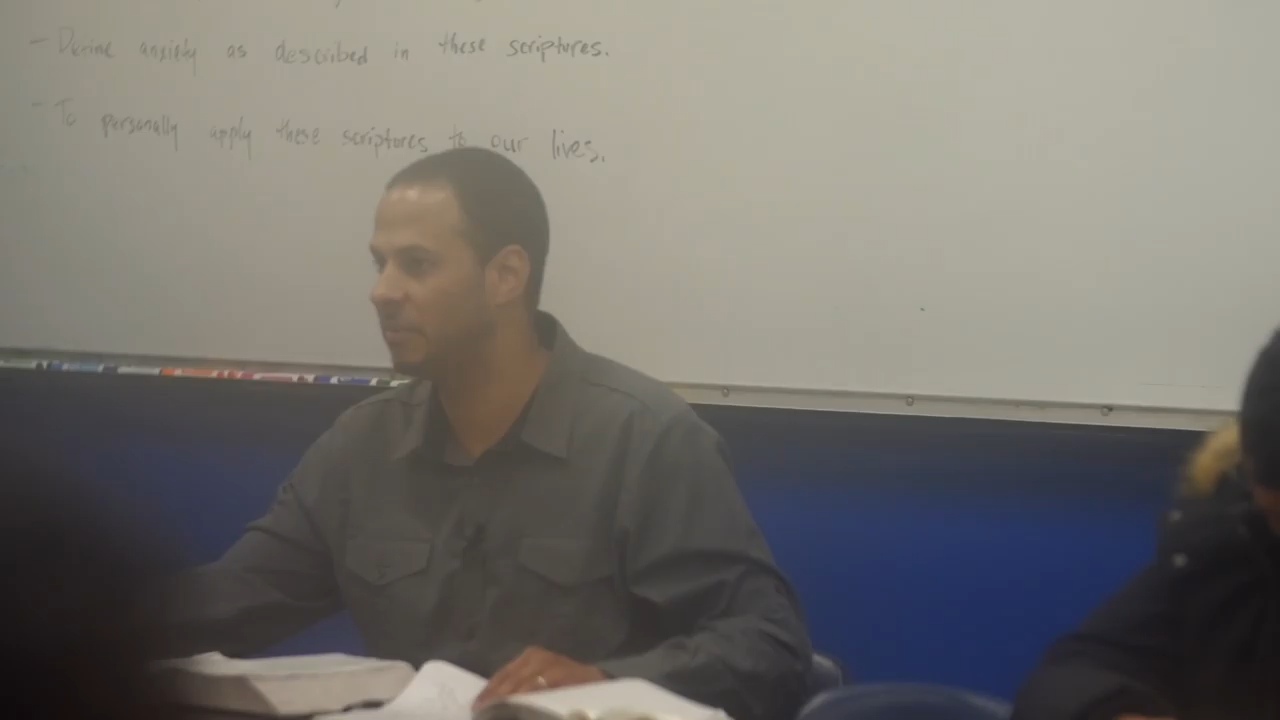 - Define anxiety as described in these scriptures.
- To personally apply these scriptures to our lives.